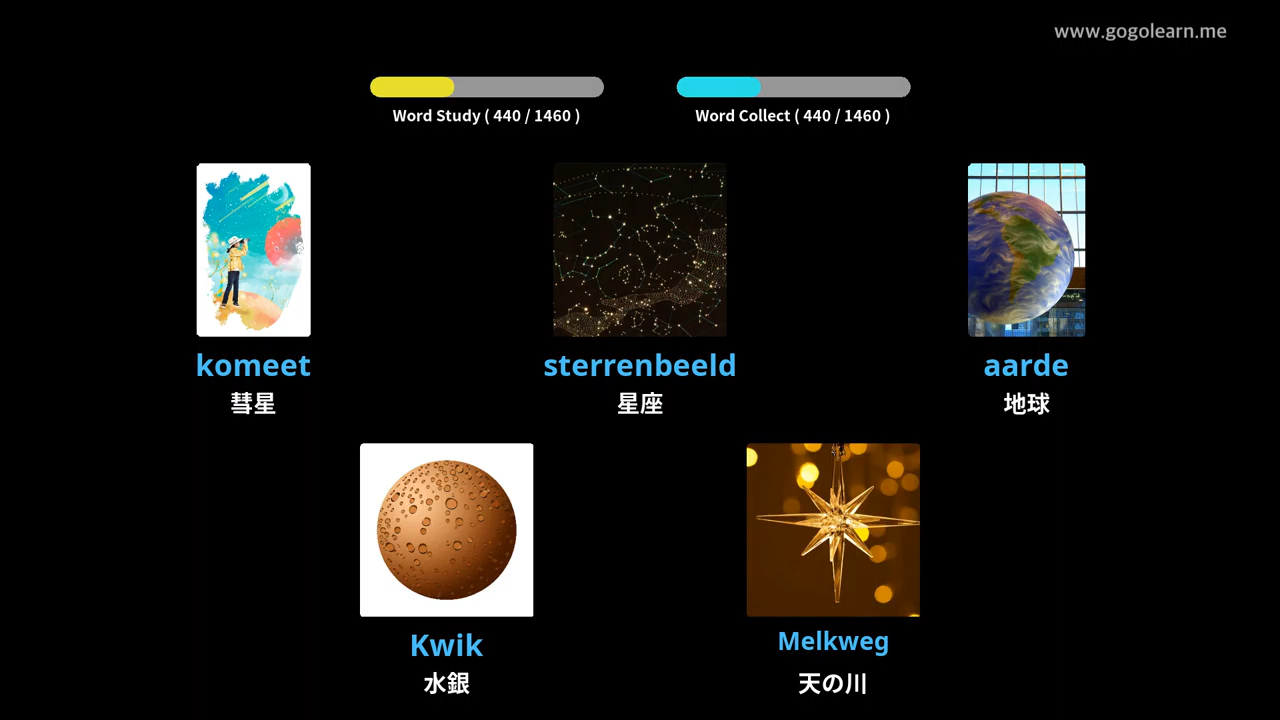 www.gogolearn.me
Word Study ( 440 / 1460 )
Word Collect ( 440 / 1460 )
komeet
彗星
sterrenbeeld
星座
aarde
地球
Kwik
水銀
Melkweg
天の川